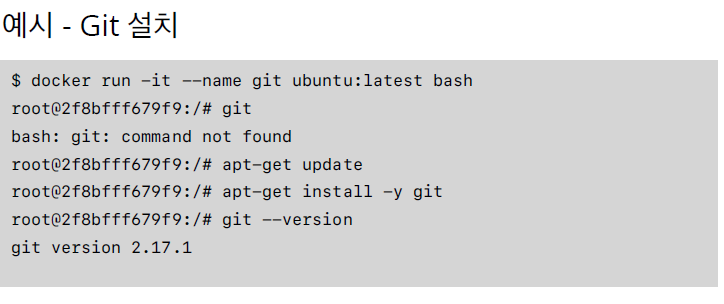 예시 - Git 설치
$ docker run -it --name git ubuntu:latest bash
root@2f8bfff679f9:/# git
bash: git: command not found
root@2f8bfff679f9:/# apt-get update
root@2f8bfff679f9:/# apt-get install -y git
root@2f8bfff679f9:/# git --version
git version 2.17.1